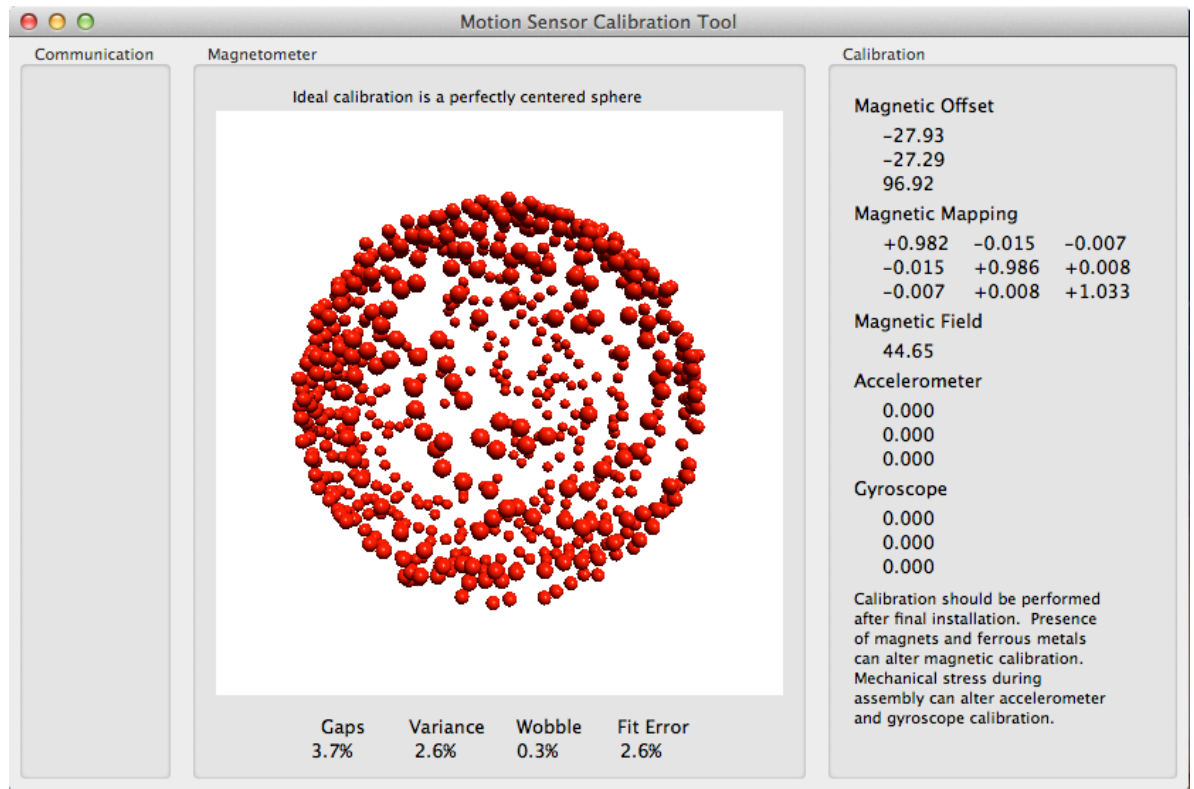 Motion Sensor Calibration Tool
Communication
Magnetometer
Ideal calibration is a perfectly centered sphere
Gaps Variance Wobble Fit Error
3.7% 2.6% 0.3% 2.6%
Calibration
Magnetic Offset
-27.93
-27.29
96.92
Magnetic Mapping
+0.982 -0.015 -0.007
-0.015 +0.986 +0.008
-0.007 +0.008 +1.033
Magnetic Field
44.65
Accelerometer
0.000
0.000
0.000
Gyroscope
0.000
0.000
0.000
Calibration should be performed
after final installation. Presence
of magnets and ferrous metals
can alter magnetic calibration.
Mechanical stress during
assembly can alter accelerometer
and gyroscope calibration.